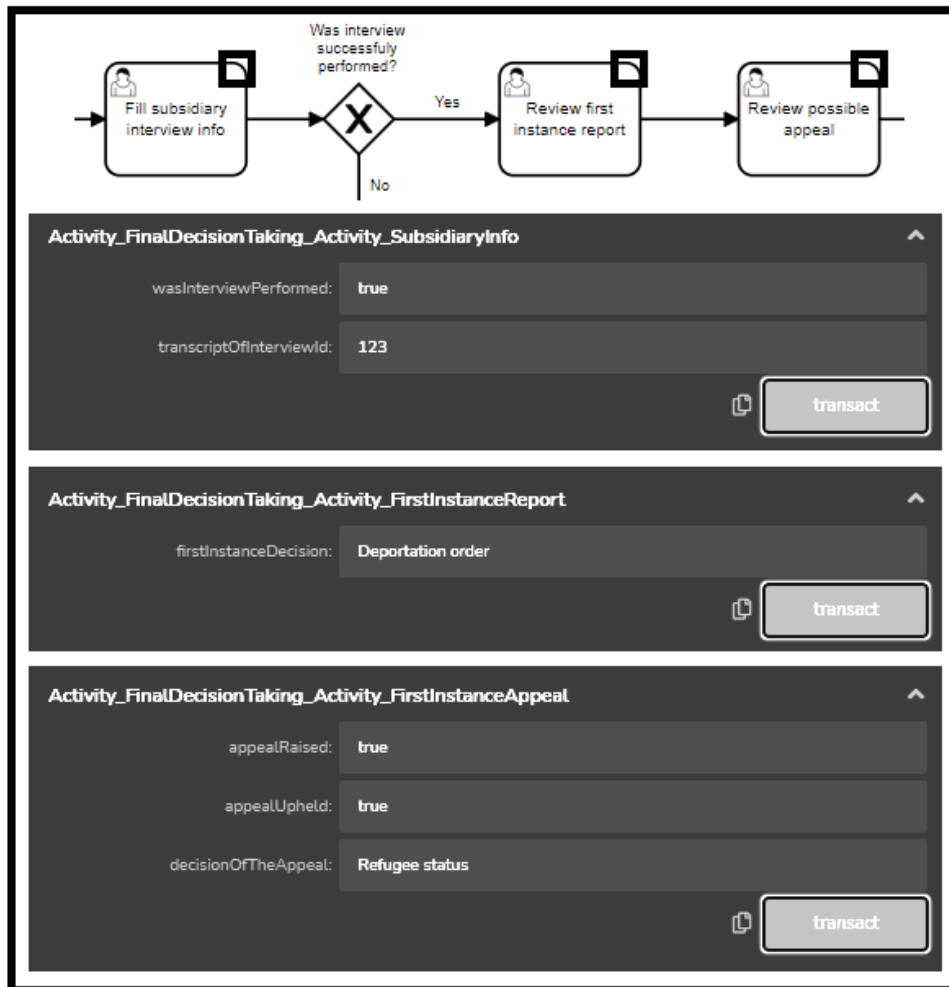 Was interview
successfuly
performed?
Fill subsidiary
interview info
Yes
Review first
instance report
Review possible
appeal
No
Activity_FinalDecisionTaking_Activity_SubsidiaryInfo
wasInterviewPerformed: true
transcriptOfInterviewId: 123
transact
Activity_FinalDecisionTaking_Activity_FirstInstanceReport
firstInstanceDecision: Deportation order
transact
Activity_FinalDecisionTaking_Activity_FirstInstanceAppeal
appealRaised: true
appealUpheld: true
decisionOfTheAppeal: Refugee status
transact